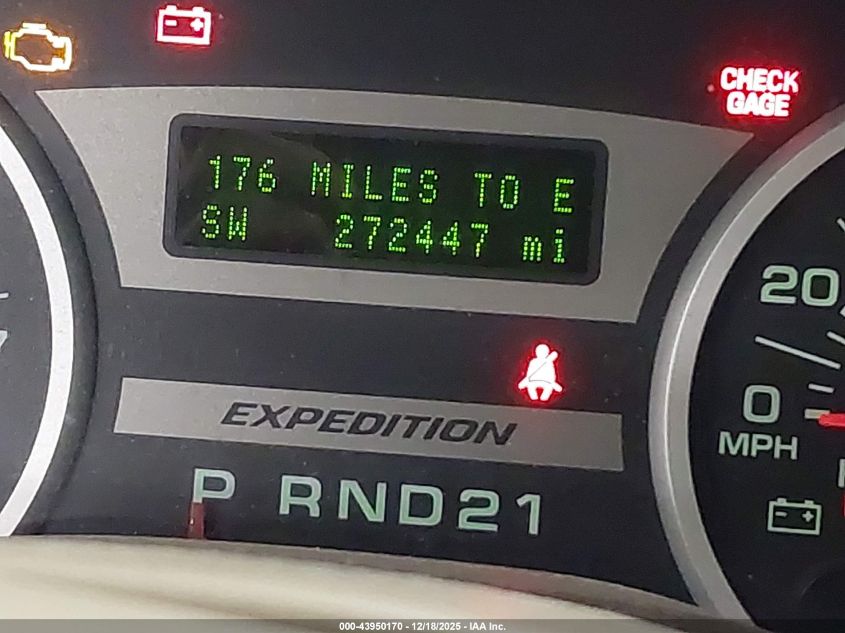 CHECK
GAGE
176 MILES TO E
SW 272447 mi
20
0
MPH
EXPEDITION
P RND21
000-43950170 - 12/18/2025 - IAA Inc.